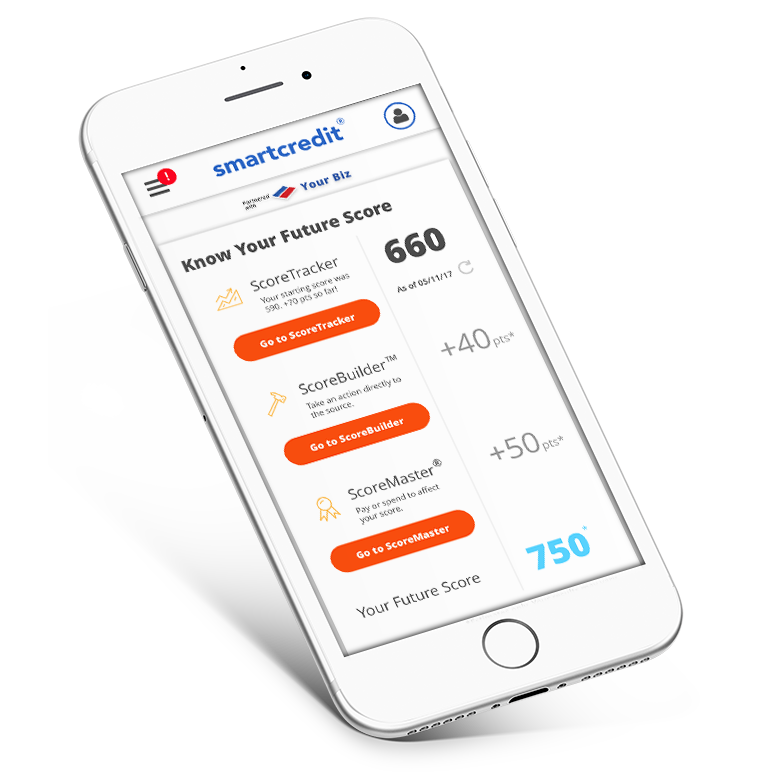 !
smartcredit®
Partnered
with
Your Biz
Know Your Future Score
ScoreTracker
Your starting score was
590. +70 pts so far!
Go to ScoreTracker
660
As of 05/11/17
ScoreBuilder™
Take an action directly to
the source.
Go to ScoreBuilder
+40 pts*
ScoreMaster®
Pay or spend to affect
your score.
Go to ScoreMaster
+50 pts*
Your Future Score
750*